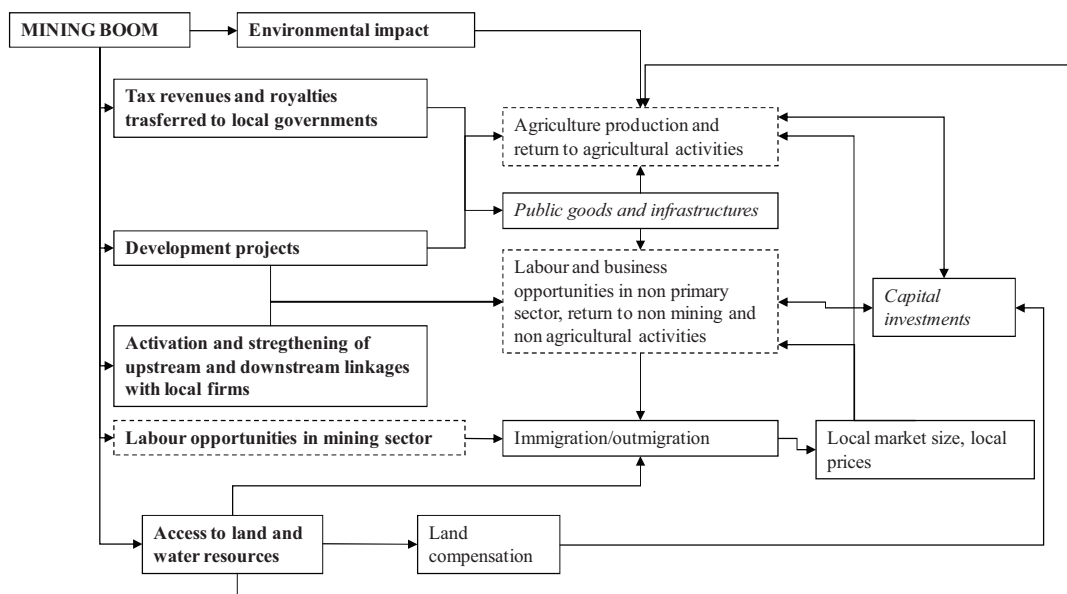 MINING BOOM
Environmental impact
Tax revenues and royalties
trasferred to local governments
Agriculture production and
return to agricultural activities
Public goods and infrastructures
Development projects
Labour and business
opportunities in non primary
sector, return to non mining and
non agricultural activities
Capital
investments
Activation and stregthening of
upstream and downstream linkages
with local firms
Labour opportunities in mining sector
Immigration/outmigration
Local market size, local
prices
Access to land and
water resources
Land
compensation